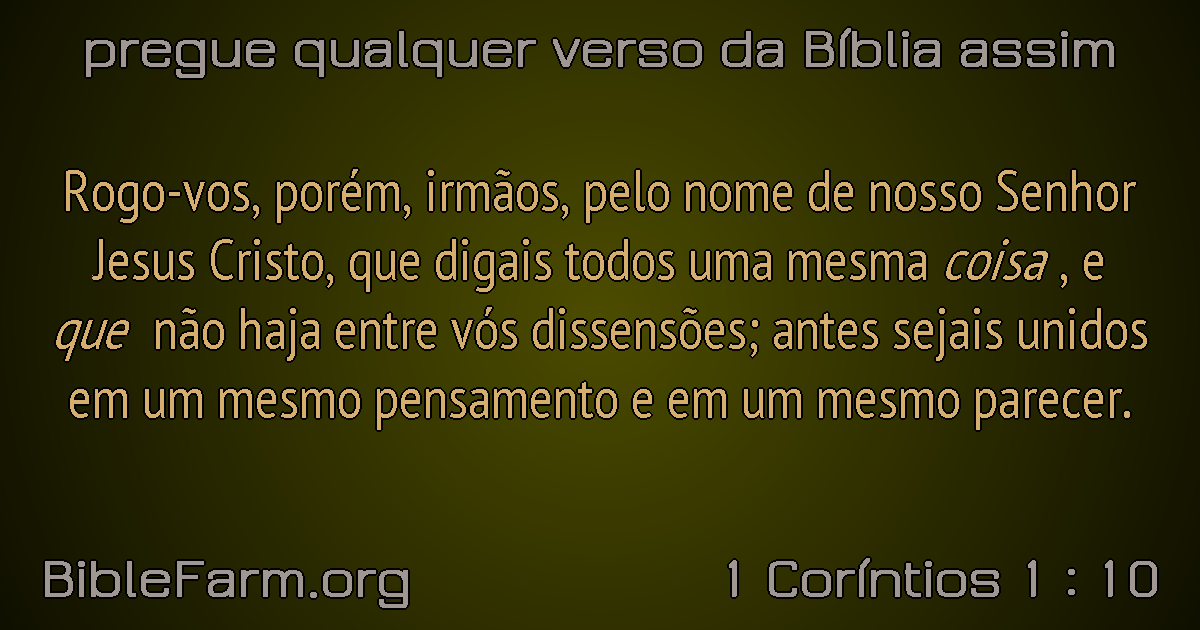 pregue qualquer verso da Bíblia assim
Rogo-vos, porém, irmãos, pelo nome de nosso Senhor
Jesus Cristo, que digais todos uma mesma coisa , e
que não haja entre vós dissensões; antes sejais unidos
em um mesmo pensamento e em um mesmo parecer.
BibleFarm.org
1 Coríntios 1 : 10